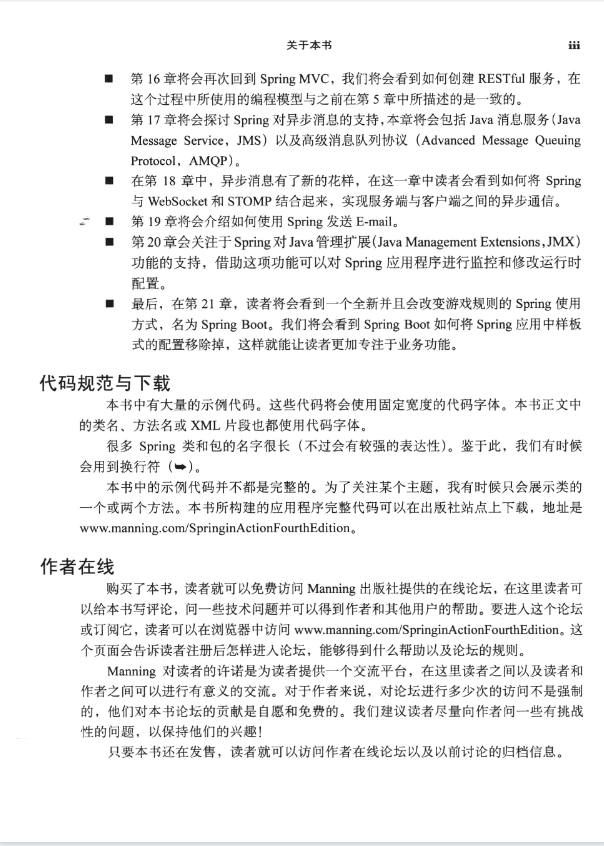 关于本书 iii
■ 第 16 章将会再次回到 Spring MVC，我们将会看到如何创建 RESTful 服务，在
这个过程中所使用的编程模型与之前在第 5 章中所描述的是一致的。
■ 第 17 章将会探讨 Spring 对异步消息的支持，本章将会包括 Java 消息服务（Java
Message Service，JMS）以及高级消息队列协议（Advanced Message Queuing
Protocol，AMQP）。
■ 在第 18 章中，异步消息有了新的花样，在这一章中读者会看到如何将 Spring
与 WebSocket 和 STOMP 结合起来，实现服务端与客户端之间的异步通信。
■ 第 19 章将会介绍如何使用 Spring 发送 E-mail。
■ 第 20 章会关注于 Spring 对 Java 管理扩展（Java Management Extensions，JMX）
功能的支持，借助这项功能可以对 Spring 应用程序进行监控和修改运行时
配置。
■ 最后，在第 21 章，读者将会看到一个全新并且会改变游戏规则的 Spring 使用
方式，名为 Spring Boot。我们将会看到 Spring Boot 如何将 Spring 应用中样板
式的配置移除掉，这样就能让读者更加专注于业务功能。
代码规范与下载
本书中有大量的示例代码。这些代码将会使用固定宽度的代码字体。本书正文中
的类名、方法名或 XML 片段也都使用代码字体。
很多 Spring 类和包的名字很长（不过会有较强的表达性）。鉴于此，我们有时候
会用到换行符（➥）。
本书中的示例代码并不都是完整的。为了关注某个主题，我有时候只会展示类的
一个或两个方法。本书所构建的应用程序完整代码可以在出版社站点上下载，地址是
www.manning.com/SpringinActionFourthEdition。
作者在线
购买了本书，读者就可以免费访问 Manning 出版社提供的在线论坛，在这里读者可
以给本书写评论，问一些技术问题并可以得到作者和其他用户的帮助。要进入这个论坛
或订阅它，读者可以在浏览器中访问 www.manning.com/SpringinActionFourthEdition。这
个页面会告诉读者注册后怎样进入论坛，能够得到什么帮助以及论坛的规则。
Manning 对读者的许诺是为读者提供一个交流平台，在这里读者之间以及读者和
作者之间可以进行有意义的交流。对于作者来说，对论坛进行多少次的访问不是强制
的，他们对本书论坛的贡献是自愿和免费的。我们建议读者尽量向作者问一些有挑战
性的问题，以保持他们的兴趣！
只要本书还在发售，读者就可以访问作者在线论坛以及以前讨论的归档信息。